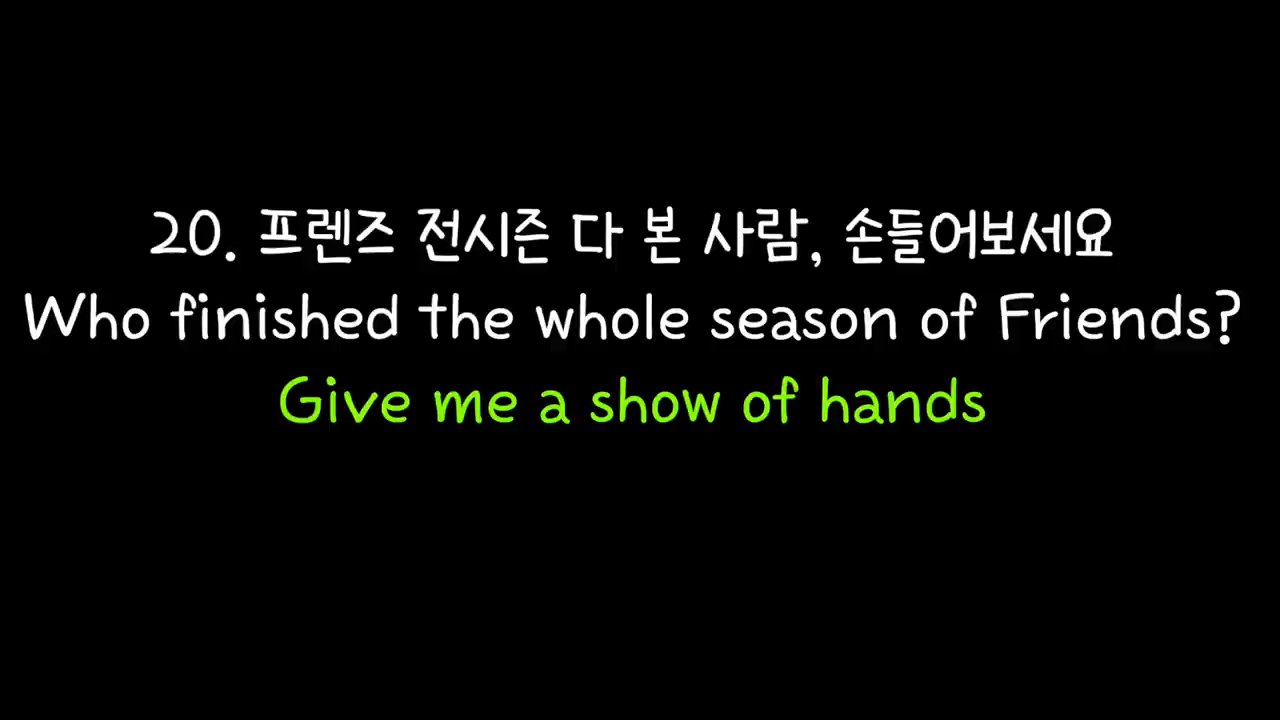 20. 프렌즈 전시즌 다 본 사람, 손들어보세요
Who finished the whole season of Friends?
Give me a show of hands